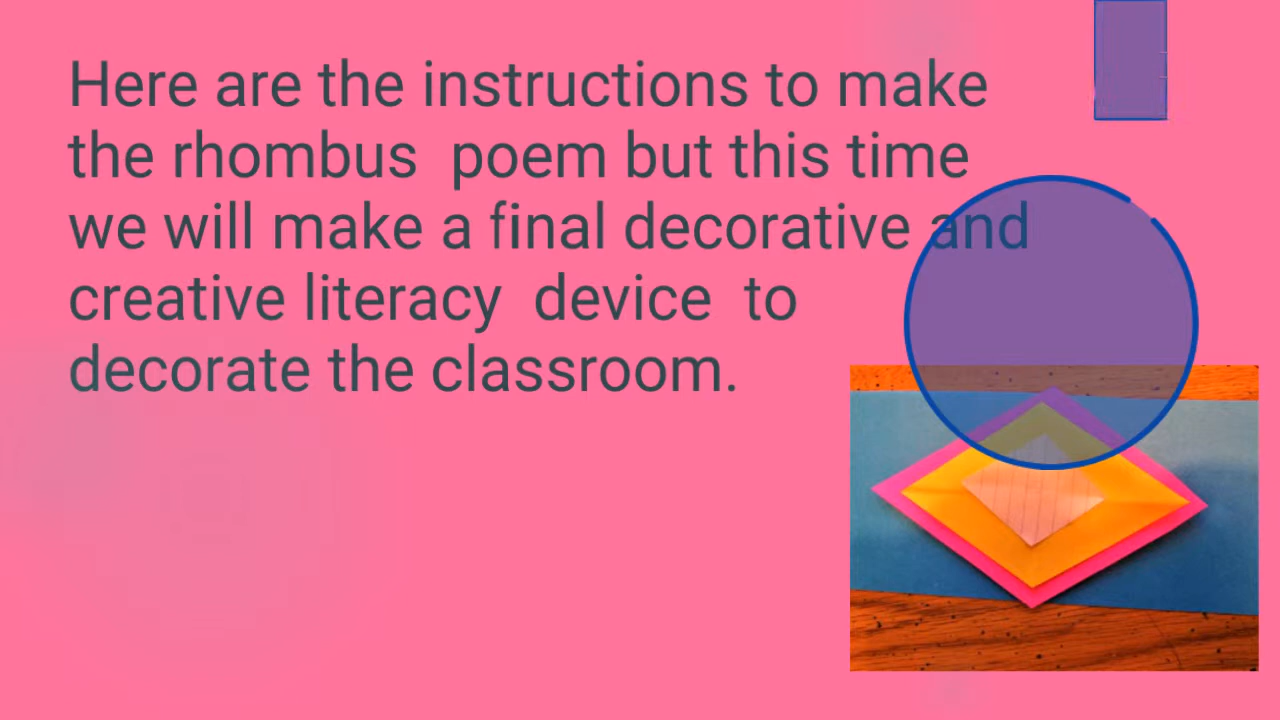 Here are the instructions to make
the rhombus  poem but this time
we will make a final decorative and
creative literacy  device  to
decorate the classroom.